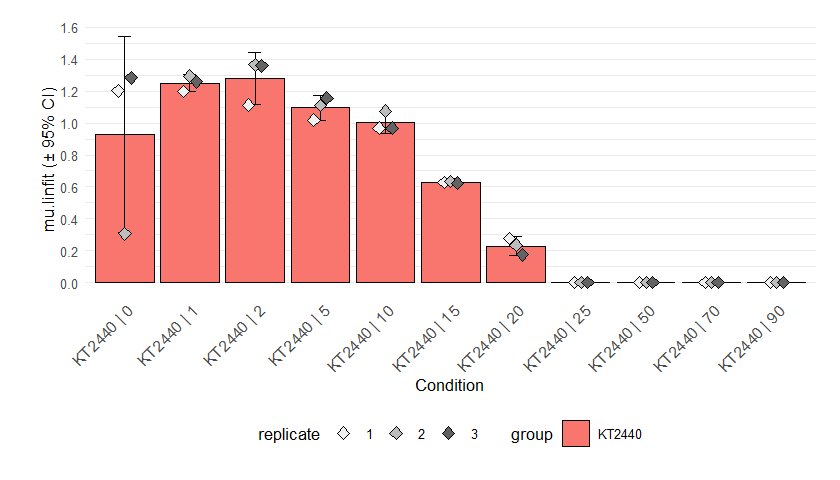 mu.linfit (± 95% CI)
1.6
1.4
1.2
1.0
0.8
0.6
0.4
0.2
0.0
KT2440 | 0
KT2440 | 1
KT2440 | 2
KT2440 | 5
KT2440 | 10
KT2440 | 15
KT2440 | 20
KT2440 | 25
KT2440 | 50
KT2440 | 70
KT2440 | 90
Condition
replicate 1 2 3 group KT2440